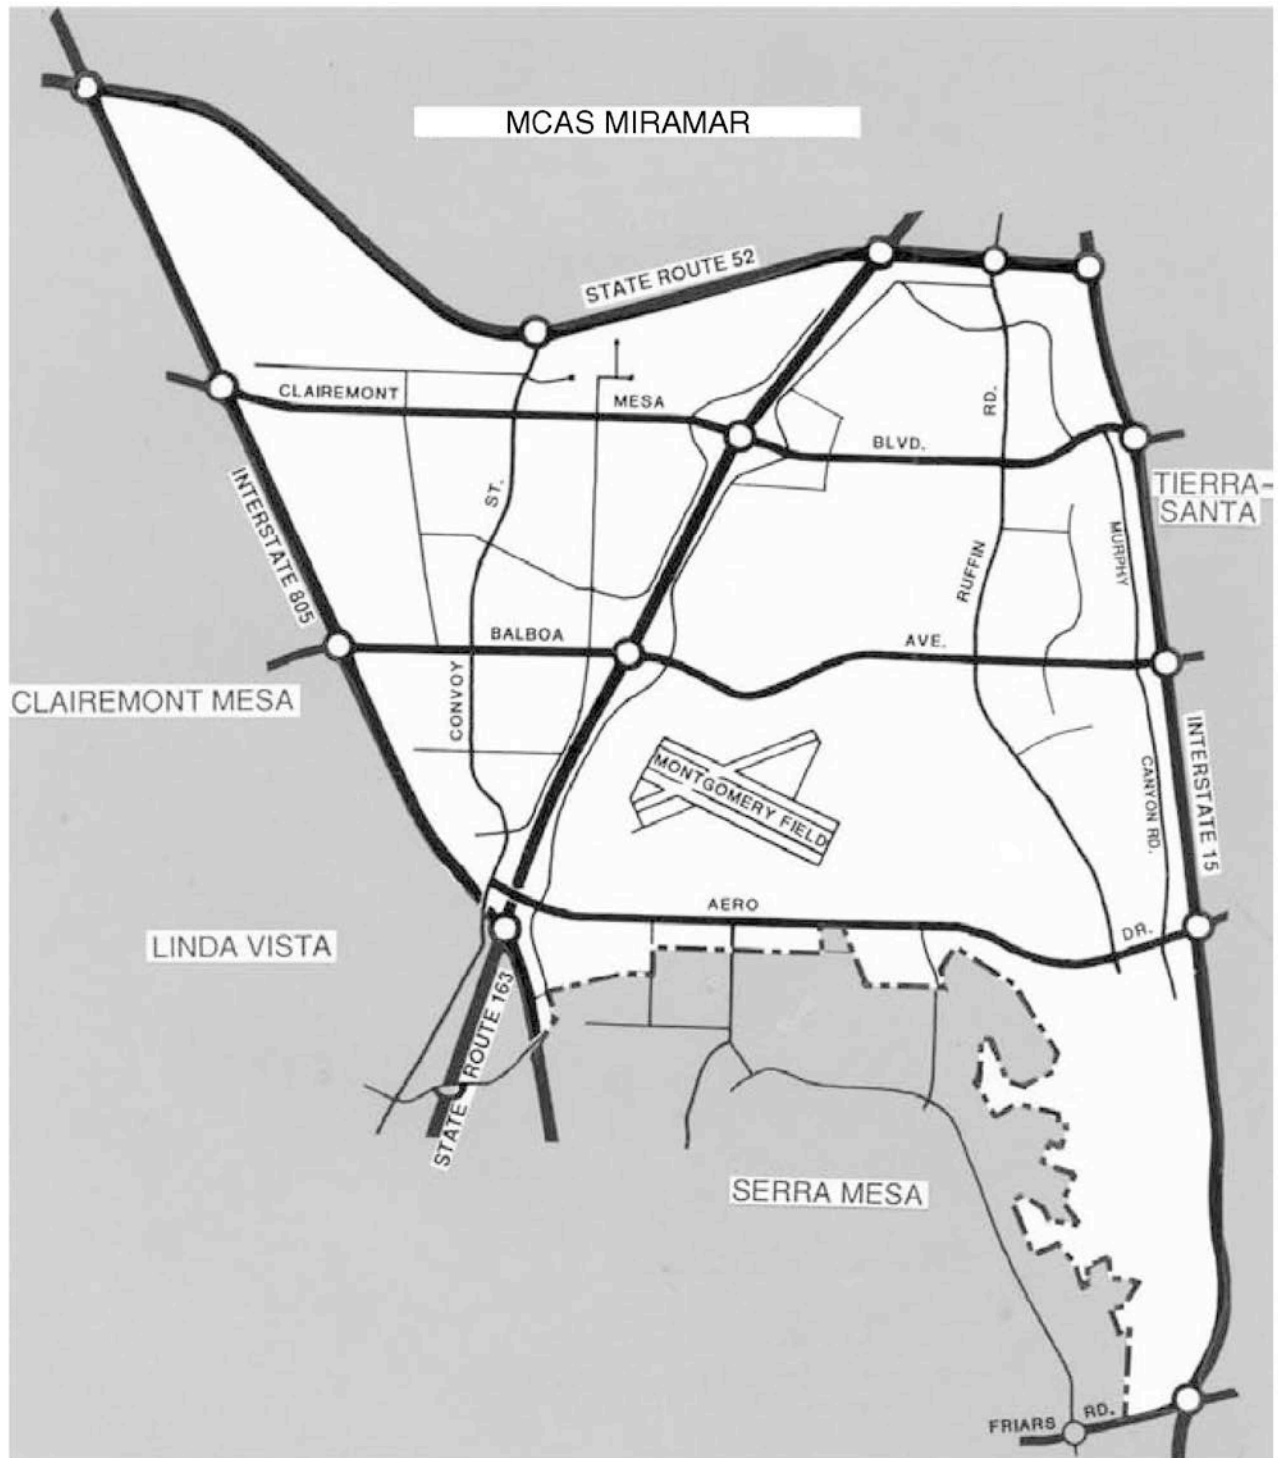 MCAS MIRAMAR
STATE ROUTE 52
CLAIREMONT
MESA
BLVD.
RD.
ST.
TIERRA-
SANTA
INTERSTATE 805
RUFFIN
MURPHY
BALBOA
AVE.
CLAIREMONT MESA
CONVOY
MONTGOMERY FIELD
CANYON RD.
INTERSTATE 15
AERO
DR.
LINDA VISTA
STATE ROUTE 163
SERRA MESA
FRIARS
RD.